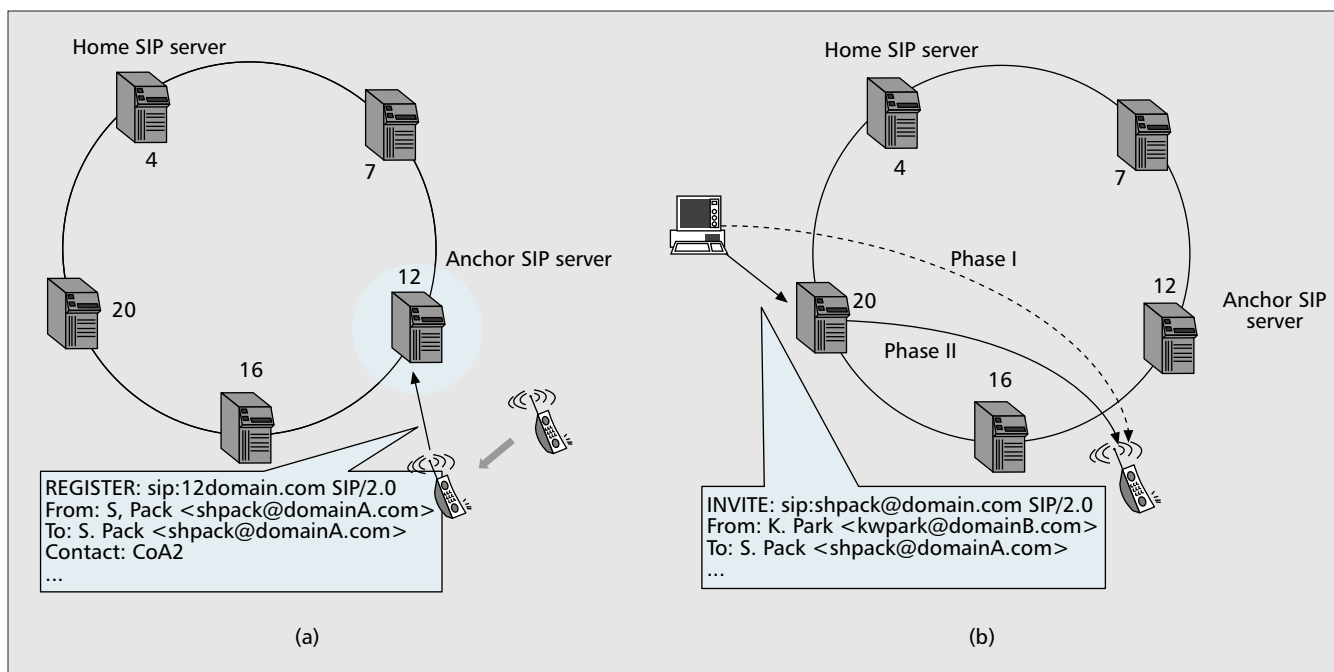 Home SIP server
4
7
Anchor SIP server
12
20
16
REGISTER: sip:12domain.com SIP/2.0
From: S, Pack <shpack@domainA.com>
To: S. Pack <shpack@domainA.com>
Contact: CoA2
...
(a)
Home SIP server
4
7
Phase I
12
Anchor SIP
server
20
Phase II
16
INVITE: sip:shpack@domain.com SIP/2.0
From: K. Park <kwpark@domainB.com>
To: S. Pack <shpack@domainA.com>
...
(b)